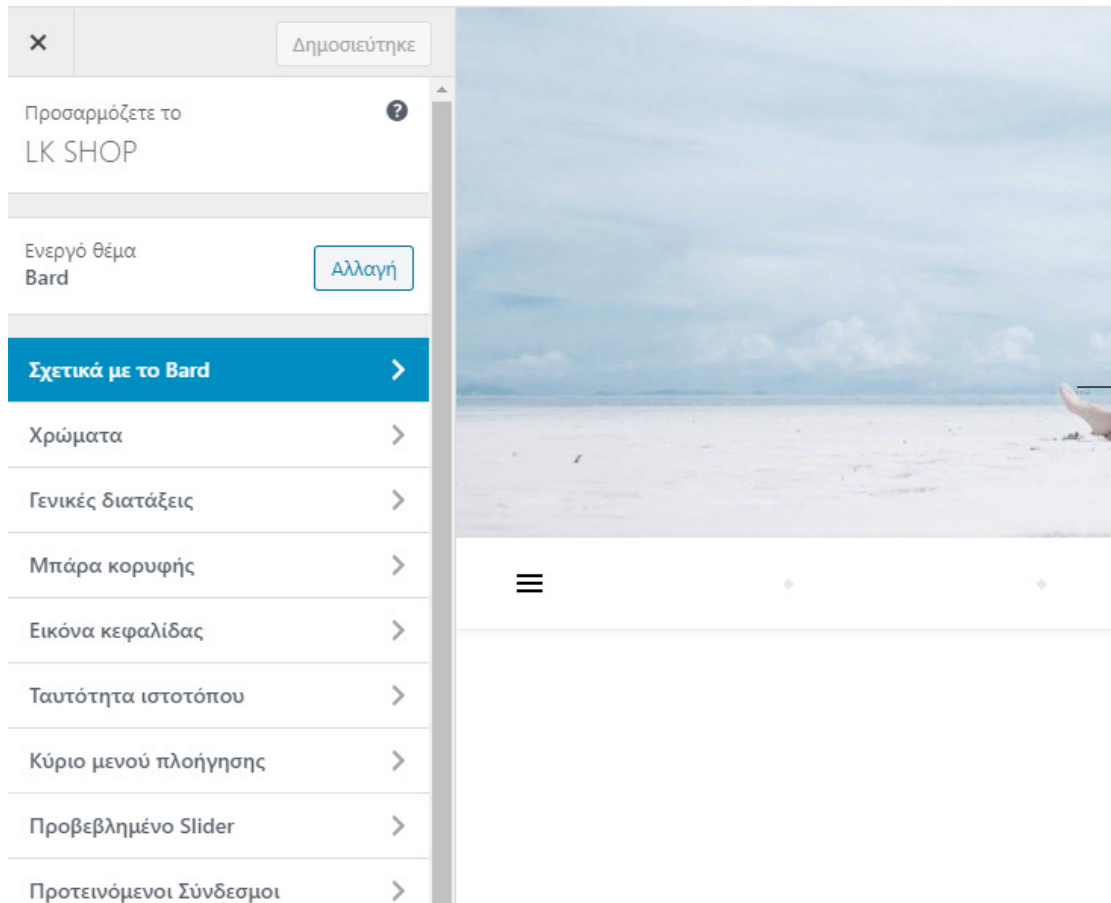 Δημοσιεύτηκε
Προσαρμόζετε το
LK SHOP
Ενεργό θέμα
Bard
Αλλαγή
Σχετικά με το Bard
Χρώματα
Γενικές διατάξεις
Μπάρα κορυφής
Εικόνα κεφαλίδας
Ταυτότητα ιστοτόπου
Κύριο μενού πλοήγησης
Προβεβλημένο Slider
Προτεινόμενοι Σύνδεσμοι